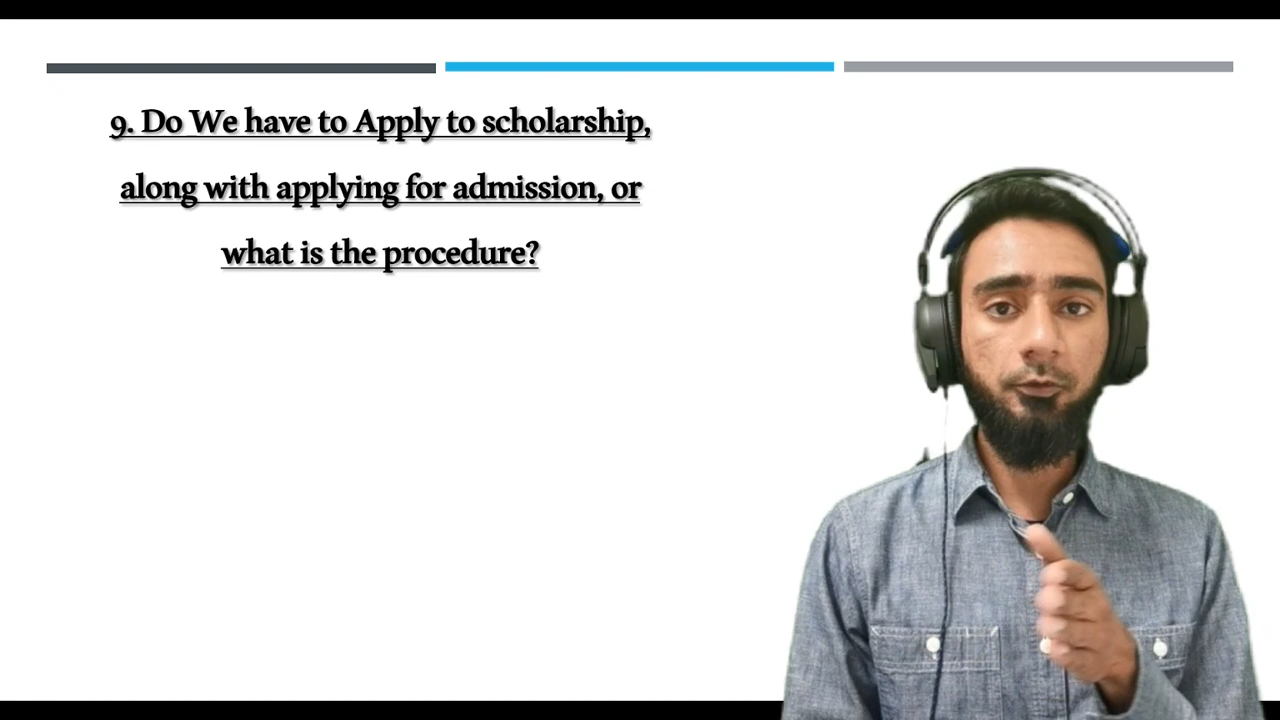 9. Do We have to Apply to scholarship,
along with applying for admission, or
what is the procedure?